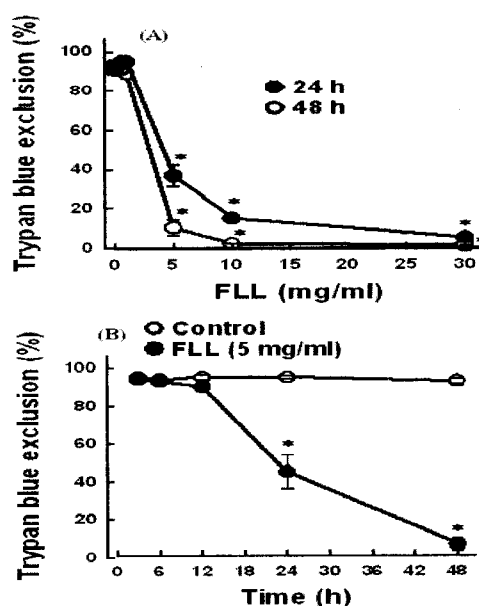 (A)
Trypan blue exclusion (%)
100
80
60
40
20
0
24 h
48 h
*
*
*
*
*
*
0 5 10 15 20 25 30
FLL (mg/ml)
(B)
Control
FLL (5 mg/ml)
Trypan blue exclusion (%)
100
80
60
40
20
0
*
*
0 6 12 18 24 30 36 42 48
Time (h)